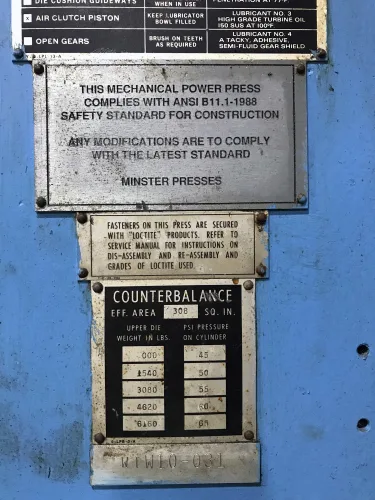 DIE CUSHION GUIDEWAYS WHEN IN USE PENETRATION AT 77°F.
AIR CLUTCH PISTON KEEP LUBRICATOR BOWL FILLED LUBRICANT NO. 3 HIGH GRADE TURBINE OIL 150 SUS AT 100°F.
OPEN GEARS BRUSH ON TEETH AS REQUIRED LUBRICANT NO. 4 A TACKY, ADHESIVE, SEMI-FLUID GEAR SHIELD
THIS MECHANICAL POWER PRESS
COMPLIES WITH ANSI B11.1-1988
SAFETY STANDARD FOR CONSTRUCTION
ANY MODIFICATIONS ARE TO COMPLY
WITH THE LATEST STANDARD
MINSTER PRESSES
FASTENERS ON THIS PRESS ARE SECURED
WITH "LOCTITE" PRODUCTS. REFER TO
SERVICE MANUAL FOR INSTRUCTIONS ON
DIS-ASSEMBLY AND RE-ASSEMBLY AND
GRADES OF LOCTITE USED.
COUNTERBALANCE
EFF. AREA 308 SQ. IN.
UPPER DIE WEIGHT IN LBS. PSI PRESSURE ON CYLINDER
000 45
1540 50
3080 55
4620 60
6160 65